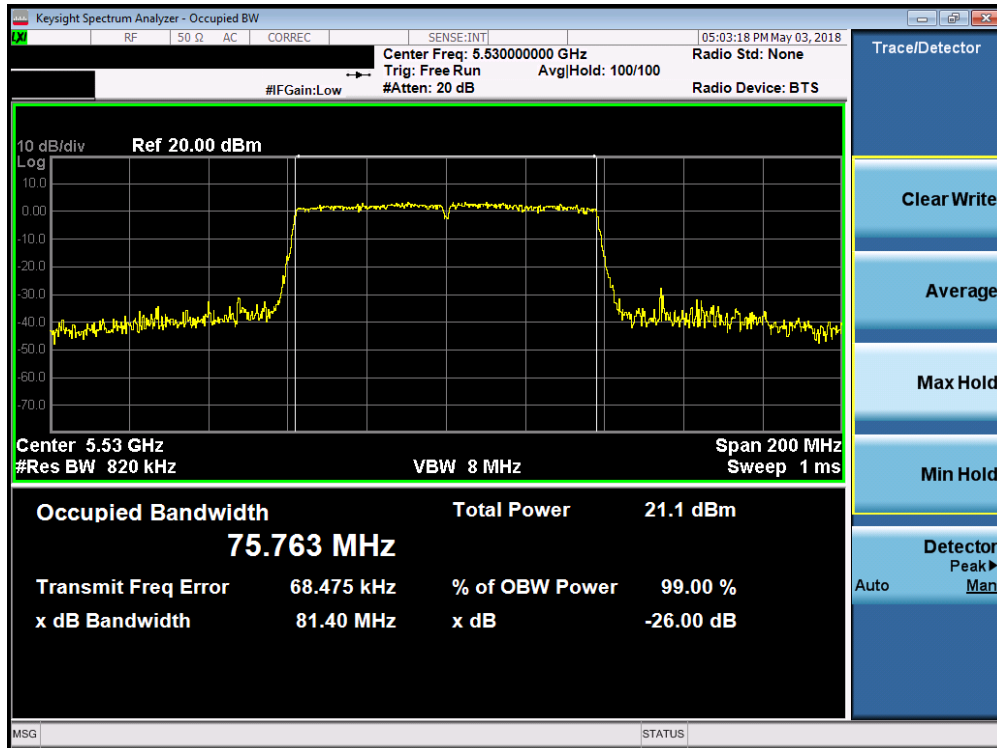 Keysight Spectrum Analyzer - Occupied BW
LXI RF 50 Ω AC CORREC SENSE:INT 05:03:18 PM May 03, 2018
Center Freq: 5.530000000 GHz Radio Std: None
Trig: Free Run Avg|Hold: 100/100
#IFGain:Low #Atten: 20 dB Radio Device: BTS
10 dB/div Ref 20.00 dBm
Log
10.0
0.00
-10.0
-20.0
-30.0
-40.0
-50.0
-60.0
-70.0
Center 5.53 GHz Span 200 MHz
#Res BW 820 kHz VBW 8 MHz Sweep 1 ms
Occupied Bandwidth Total Power 21.1 dBm
75.763 MHz
Transmit Freq Error 68.475 kHz % of OBW Power 99.00 %
x dB Bandwidth 81.40 MHz x dB -26.00 dB
MSG STATUS
Trace/Detector
Clear Write
Average
Max Hold
Min Hold
Detector
Peak▶
Auto Man